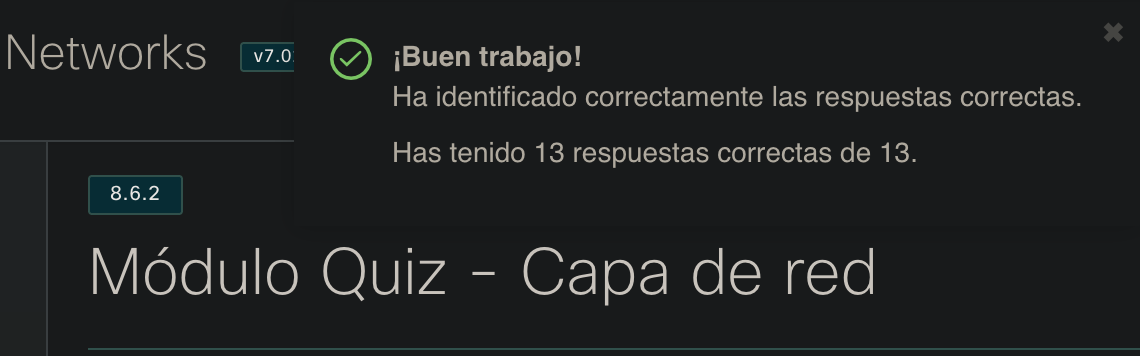 Networks
v7.0
¡Buen trabajo!
Ha identificado correctamente las respuestas correctas.
Has tenido 13 respuestas correctas de 13.
8.6.2
Módulo Quiz - Capa de red